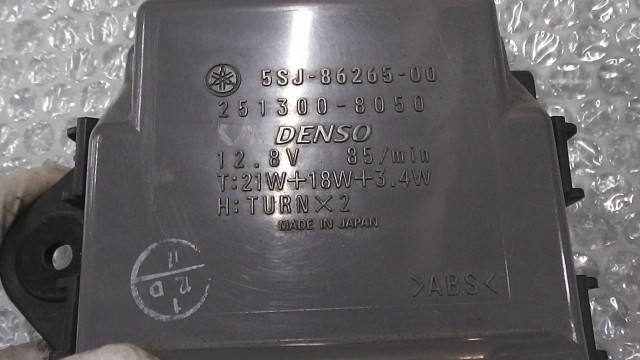 5SJ-86265-00
251300-8050
DENSO
12.8V 85/min
T:21W+18W+3.4W
H:TURN×2
MADE IN JAPAN
>ABS<